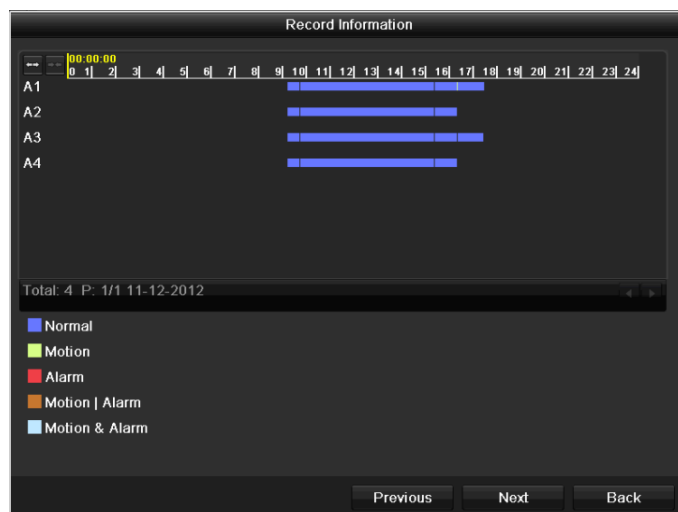 Record Information
00:00:00
0 1| 2| 3| 4| 5| 6| 7| 8| 9| 10| 11| 12| 13| 14| 15| 16| 17| 18| 19| 20| 21| 22| 23| 24|
A1
A2
A3
A4
Total: 4 P: 1/1 11-12-2012
Normal
Motion
Alarm
Motion | Alarm
Motion & Alarm
Previous Next Back